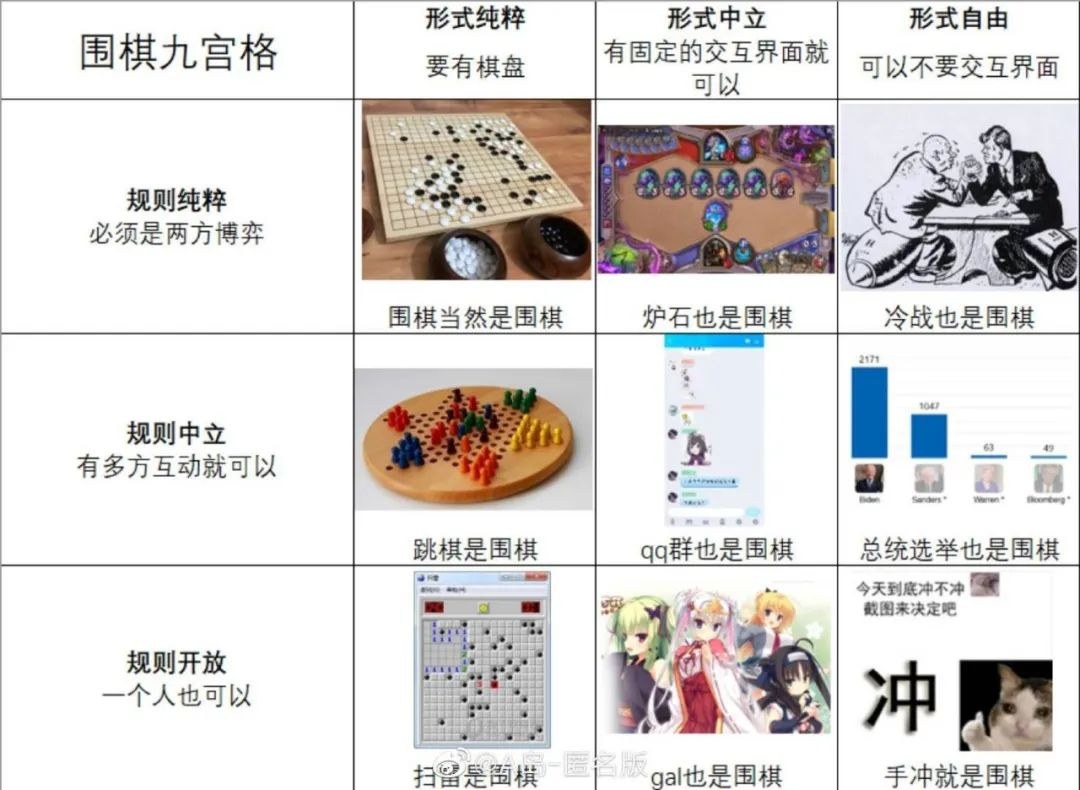 围棋九宫格
形式纯粹
要有棋盘
形式中立
有固定的交互界面就
可以
形式自由
可以不要交互界面
规则纯粹
必须是两方博弈
围棋当然是围棋
炉石也是围棋
冷战也是围棋
规则中立
有多方互动就可以
跳棋是围棋
qq群也是围棋
2171
1047
63
49
Biden
Sanders *
Warren *
Bloomberg *
总统选举也是围棋
规则开放
一个人也可以
扫雷
扫雷是围棋
gal也是围棋
今天到底冲不冲
截图来决定吧
冲
手冲就是围棋
@A岛-匿名版